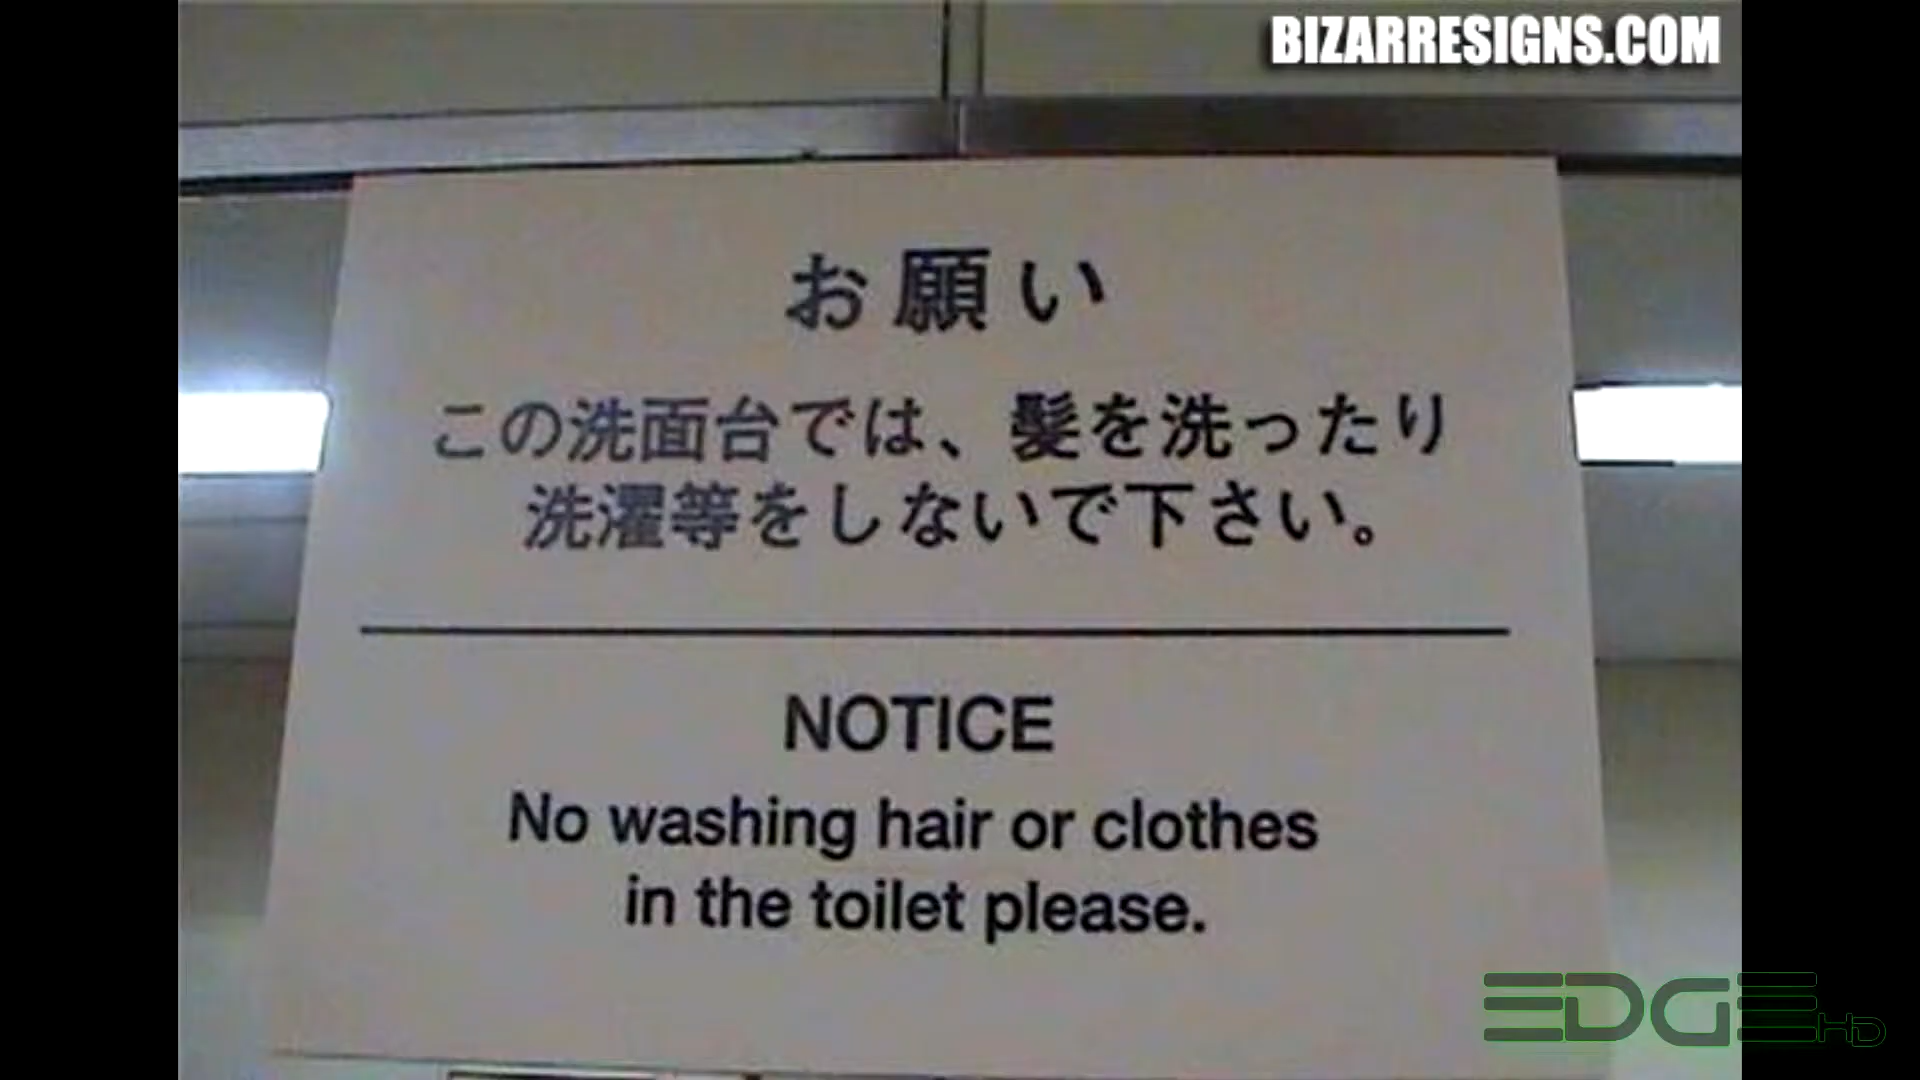 BIZARRESIGNS.COM
お願い
この洗面台では、髪を洗ったり
洗濯等をしないで下さい。
NOTICE
No washing hair or clothes
in the toilet please.
EDGE HD